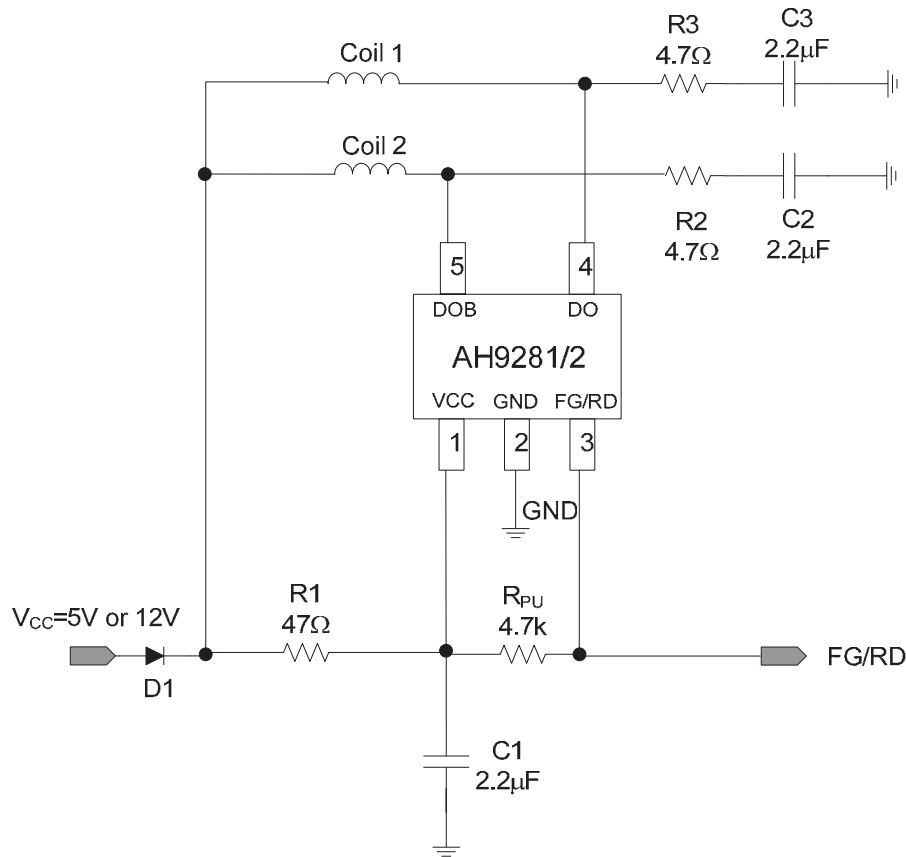 C3
R3
2.2μF
4.7Ω
Coil 1
Coil 2
R2
C2
4.7Ω
2.2μF
5
4
DOB
DO
AH9281/2
VCC
GND
FG/RD
1
2
3
GND
R1
RPU
VCC=5V or 12V
47Ω
4.7k
FG/RD
D1
C1
2.2μF